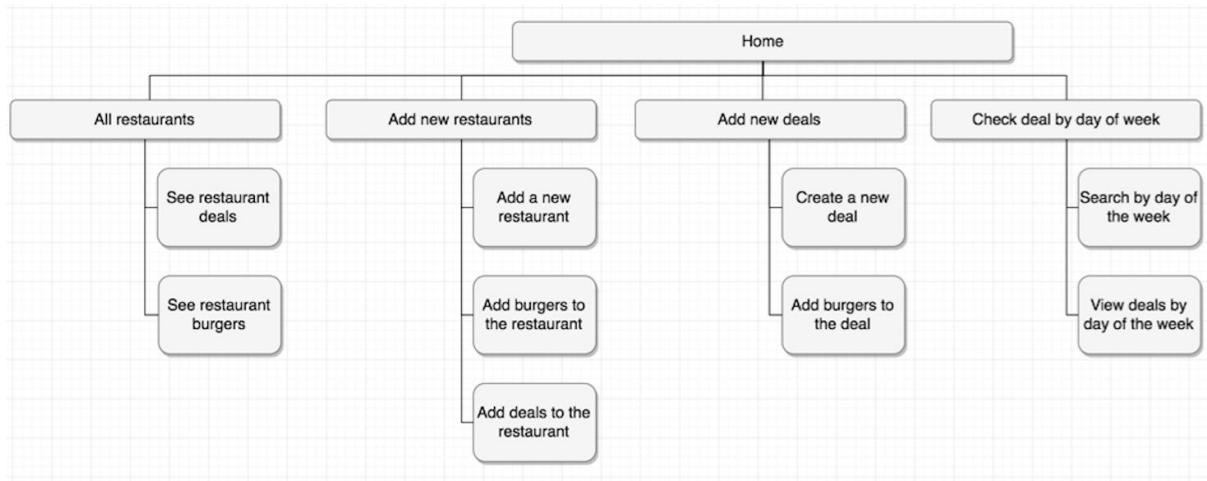 Home
All restaurants
Add new restaurants
Add new deals
Check deal by day of week
See restaurant
deals
Add a new
restaurant
Create a new
deal
Search by day of
the week
See restaurant
burgers
Add burgers to
the restaurant
Add burgers to
the deal
View deals by
day of the week
Add deals to the
restaurant